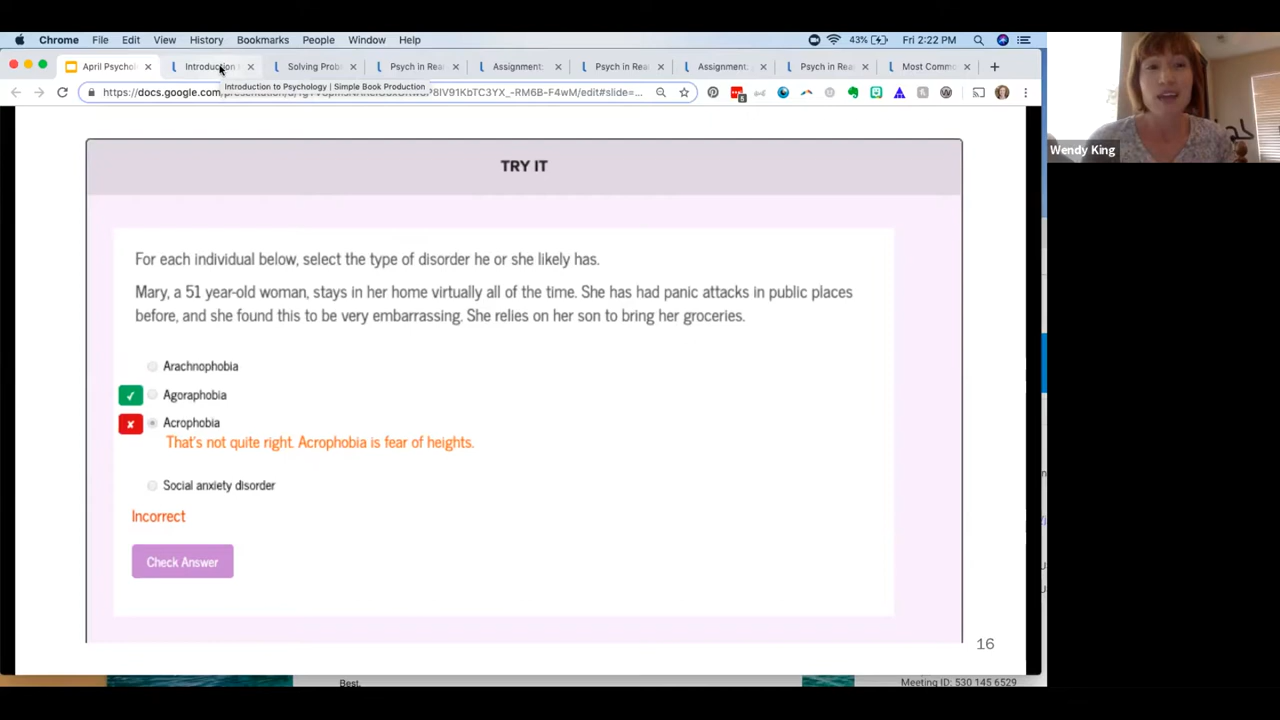 Chrome File Edit View History Bookmarks People Window Help 43% Fri 2:22 PM
April Psycho Introduction Solving Prob Psych in Rea Assignment: Psych in Rea Assignment: Psych in Rea Most Comm
Introduction to Psychology | Simple Book Production
Wendy King
TRY IT
For each individual below, select the type of disorder he or she likely has.
Mary, a 51 year-old woman, stays in her home virtually all of the time. She has had panic attacks in public places
before, and she found this to be very embarrassing. She relies on her son to bring her groceries.
Arachnophobia
Agoraphobia
Acrophobia
That's not quite right. Acrophobia is fear of heights.
Social anxiety disorder
Incorrect
Check Answer
16
Best,
Meeting ID: 530 145 6529